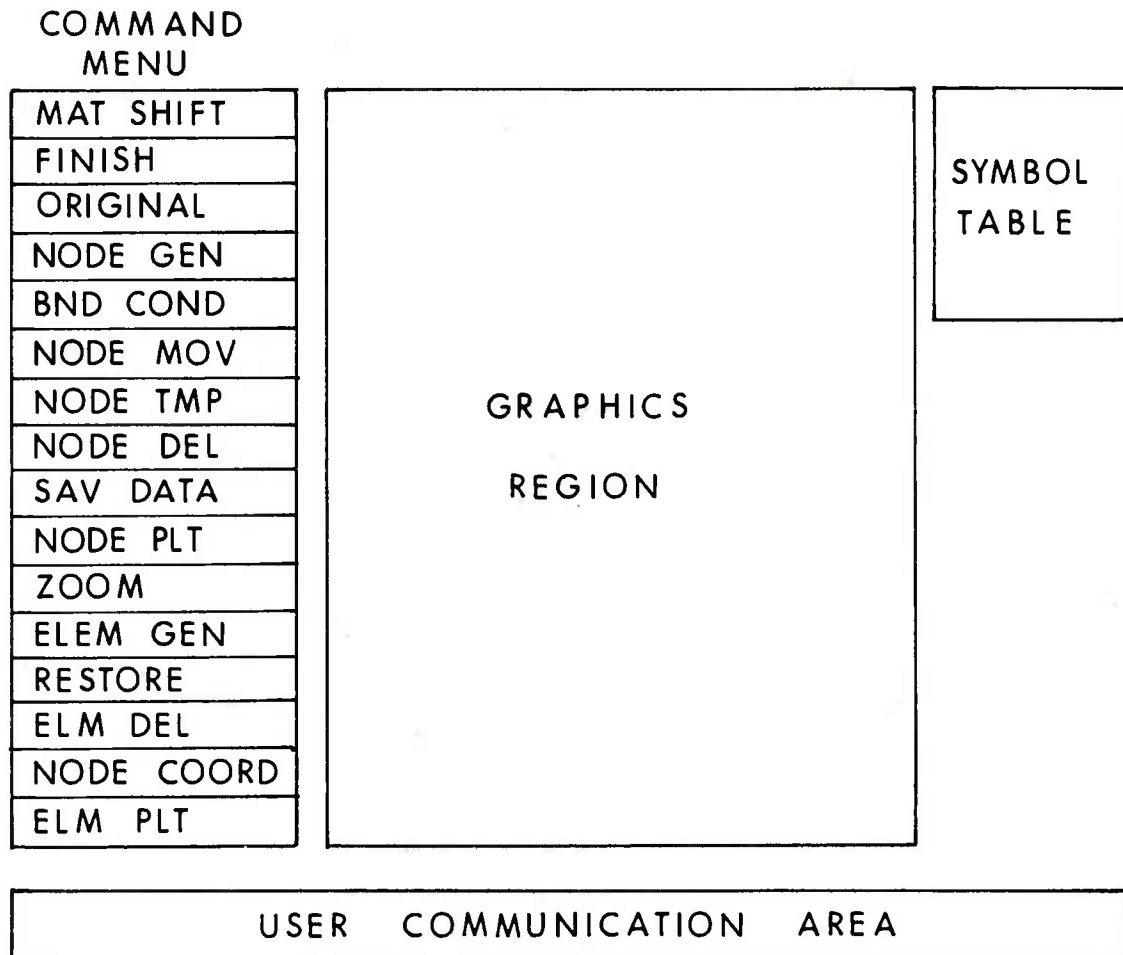 COMMAND
MENU
MAT SHIFT
FINISH
ORIGINAL
NODE GEN
BND COND
NODE MOV
NODE TMP
NODE DEL
SAV DATA
NODE PLT
ZOOM
ELEM GEN
RESTORE
ELM DEL
NODE COORD
ELM PLT
GRAPHICS
REGION
SYMBOL
TABLE
USER COMMUNICATION AREA